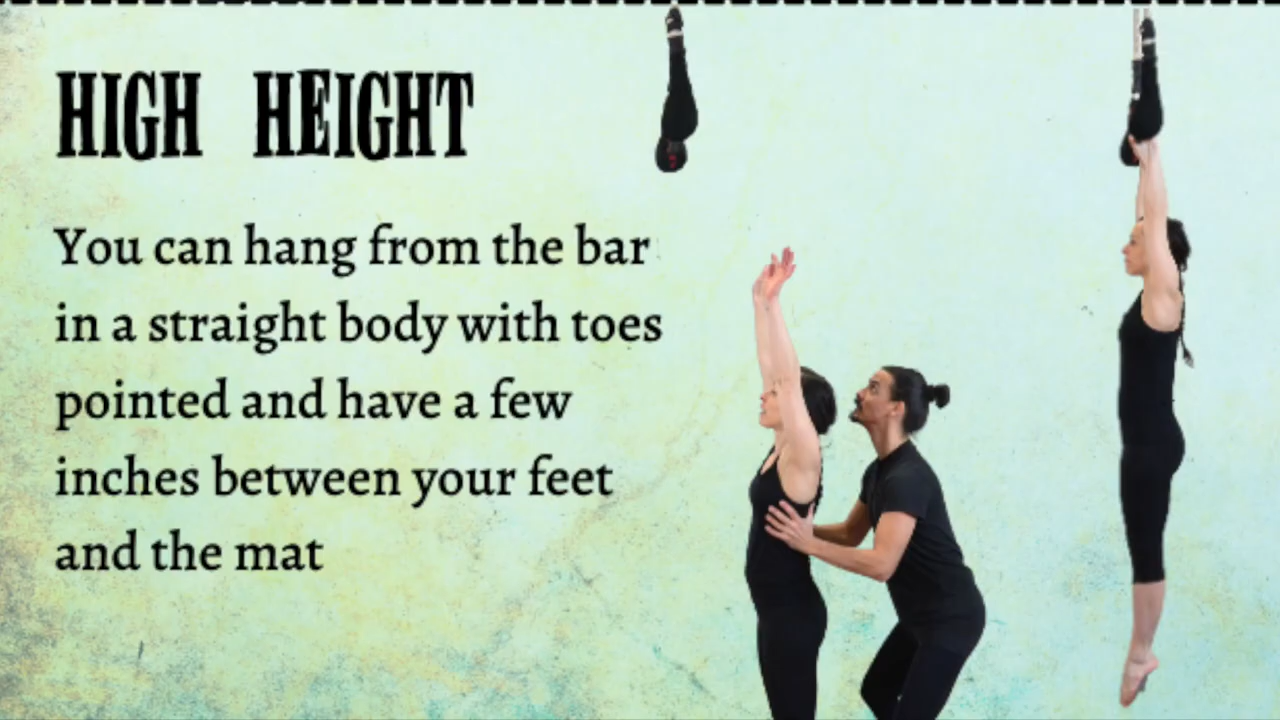 HIGH HEIGHT
You can hang from the bar
in a straight body with toes
pointed and have a few
inches between your feet
and the mat